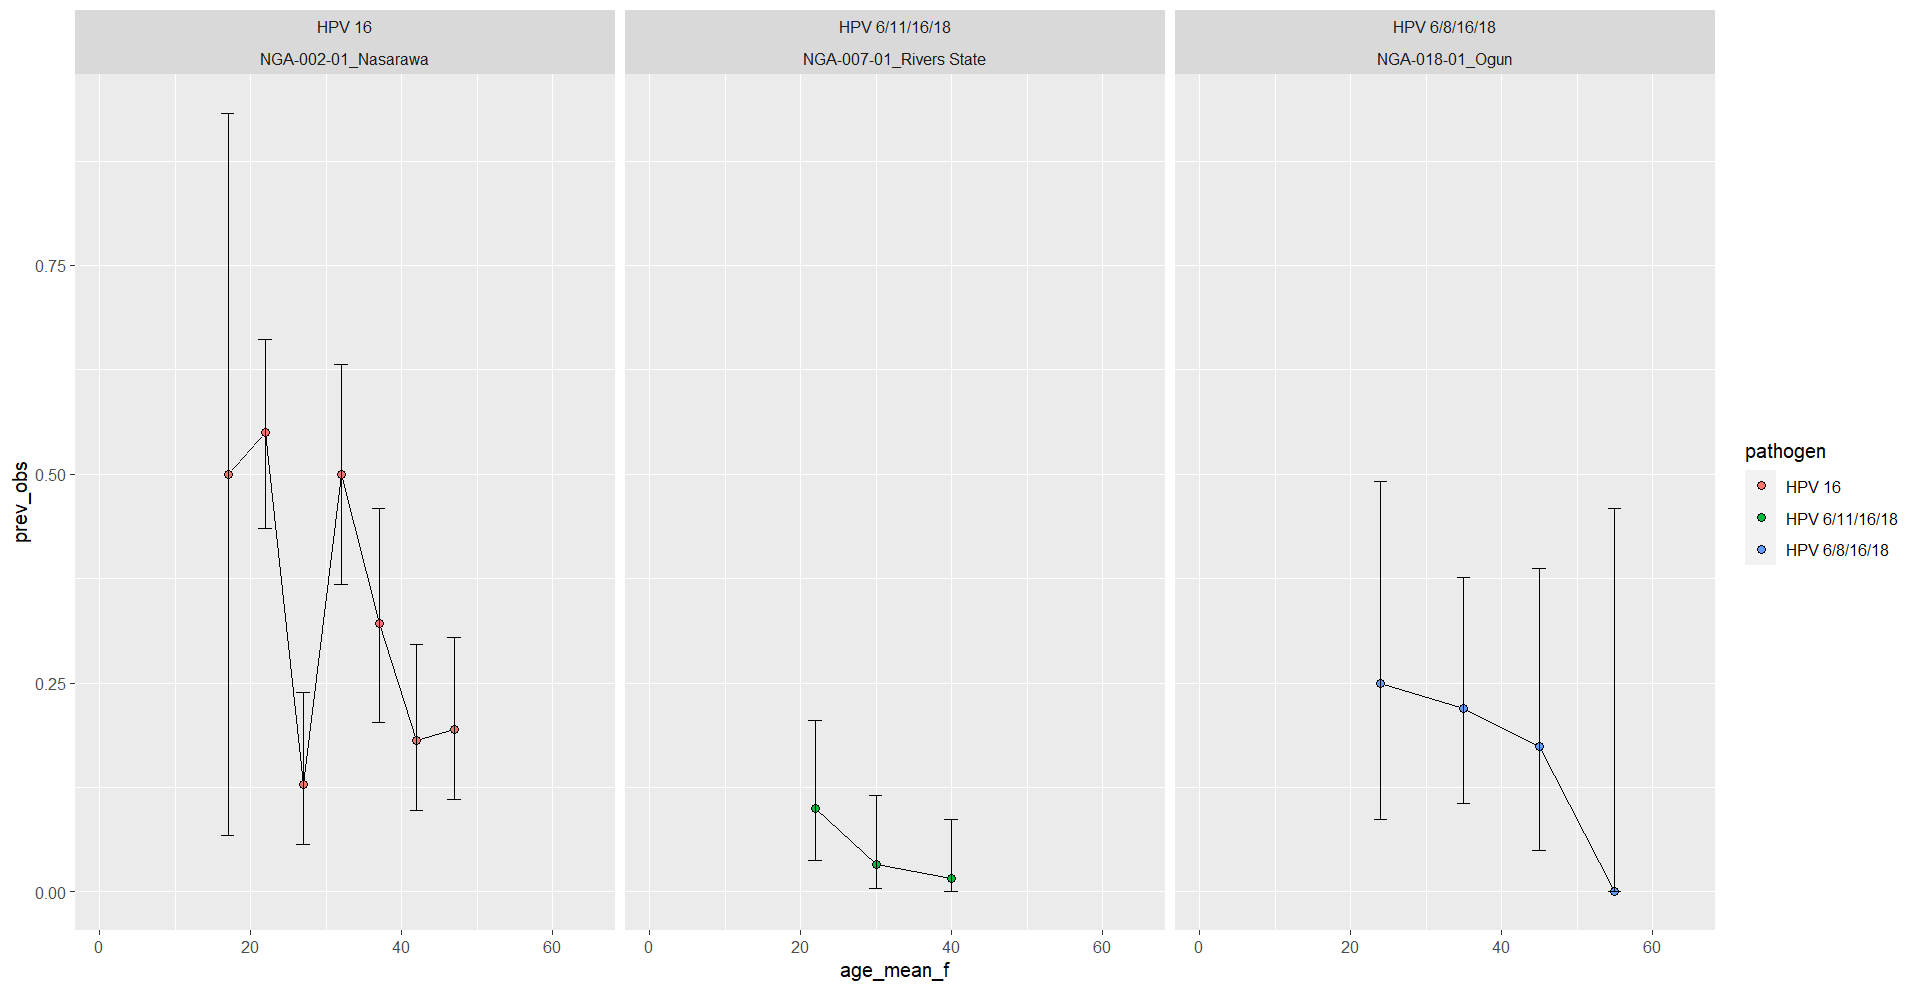 HPV 16
NGA-002-01_Nasarawa
HPV 6/11/16/18
NGA-007-01_Rivers State
HPV 6/8/16/18
NGA-018-01_Ogun
prev_obs
0.75
0.50
0.25
0.00
0 20 40 60
0 20 40 60
0 20 40 60
age_mean_f
pathogen
HPV 16
HPV 6/11/16/18
HPV 6/8/16/18